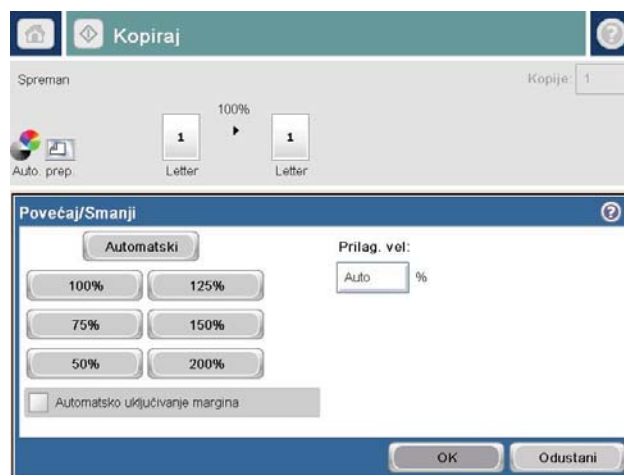 Kopiraj
?
Spreman
Kopije: 1
100%
1 1
Auto. prep. Letter Letter
Povećaj/Smanji ?
Automatski Prilag. vel:
100% 125% Auto %
75% 150%
50% 200%
Automatsko uključivanje margina
OK Odustani